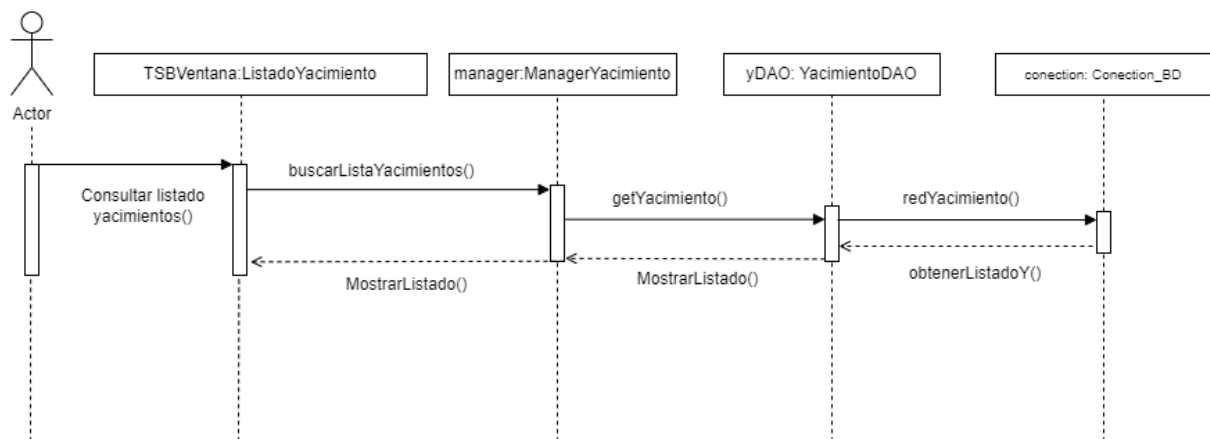 Actor
TSBVentana:ListadoYacimiento
manager:ManagerYacimiento
yDAO: YacimientoDAO
conection: Conection_BD
Consultar listado
yacimientos()
buscarListaYacimientos()
getYacimiento()
redYacimiento()
obtenerListadoY()
MostrarListado()
MostrarListado()